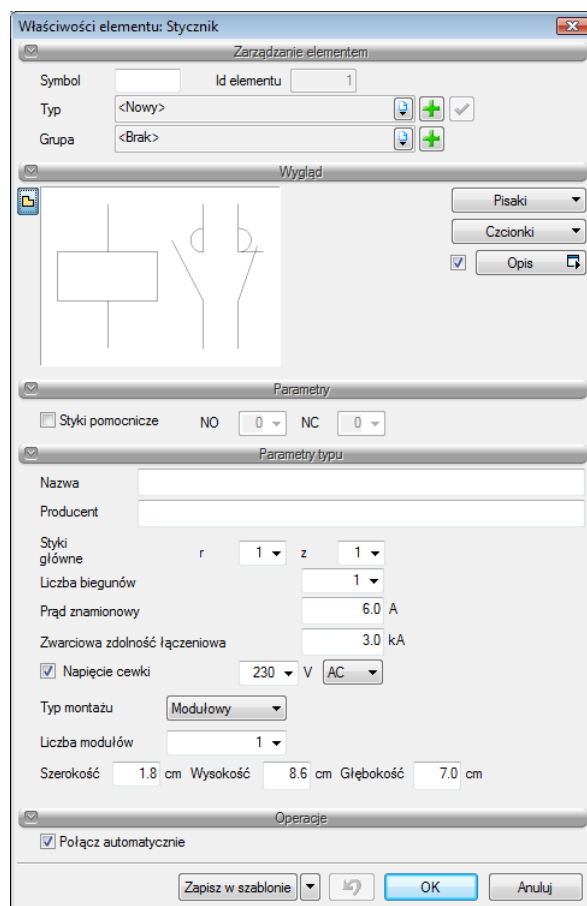 Właściwości elementu: Stycznik
Zarządzanie elementem
Symbol Id elementu 1
Typ <Nowy>
Grupa <Brak>
Wygląd
Pisaki
Czcionki
Opis
Parametry
Styki pomocnicze NO 0 NC 0
Parametry typu
Nazwa
Producent
Styki
główne r 1 z 1
Liczba biegunów 1
Prąd znamionowy 6.0 A
Zwarciowa zdolność łączeniowa 3.0 kA
Napięcie cewki 230 V AC
Typ montażu Modułowy
Liczba modułów 1
Szerokość 1.8 cm Wysokość 8.6 cm Głębokość 7.0 cm
Operacje
Połącz automatycznie
Zapisz w szablonie OK Anuluj